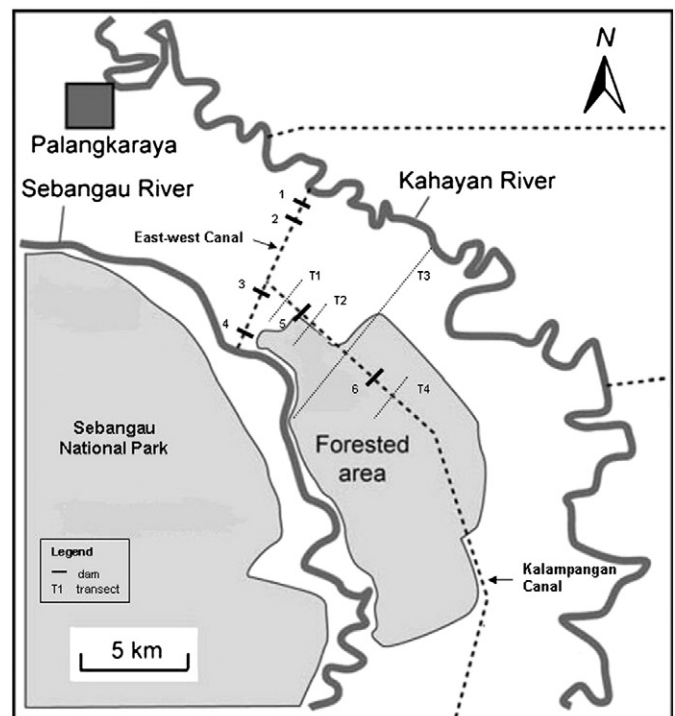 N
Palangkaraya
Sebangau River
Kahayan River
1
2
East-west Canal
3
T1
T3
T2
4
5
6
T4
Sebangau
National Park
Forested
area
Legend
dam
T1 transect
Kalampangan
Canal
5 km